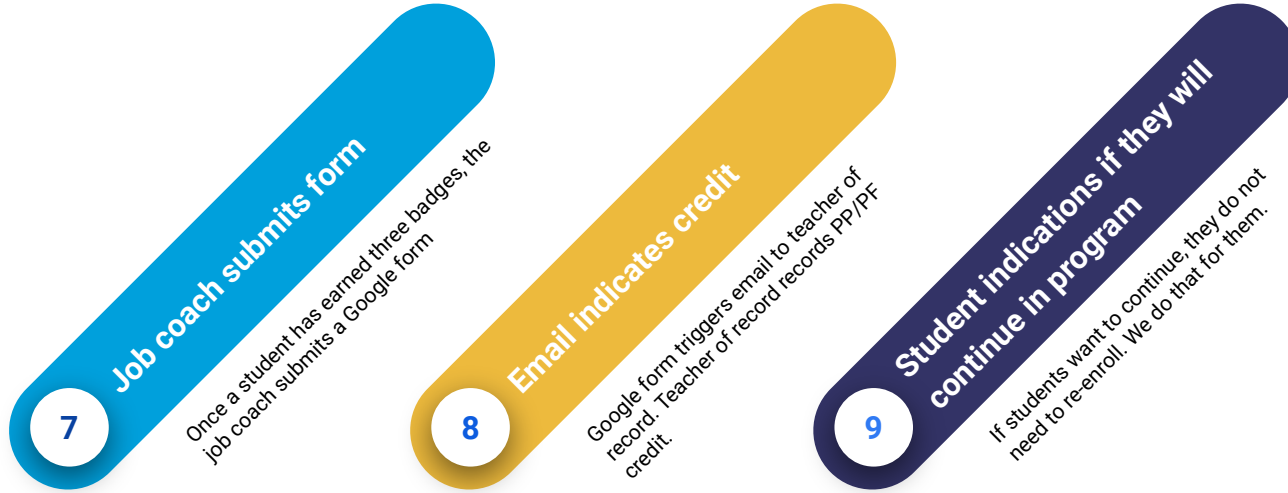 7
Job coach submits form
Once a student has earned three badges, the
job coach submits a Google form
8
Email indicates credit
Google form triggers email to teacher of
record. Teacher of record records PP/PF
credit.
9
Student indications if they will
continue in program
If students want to continue, they do not
need to re-enroll. We do that for them.